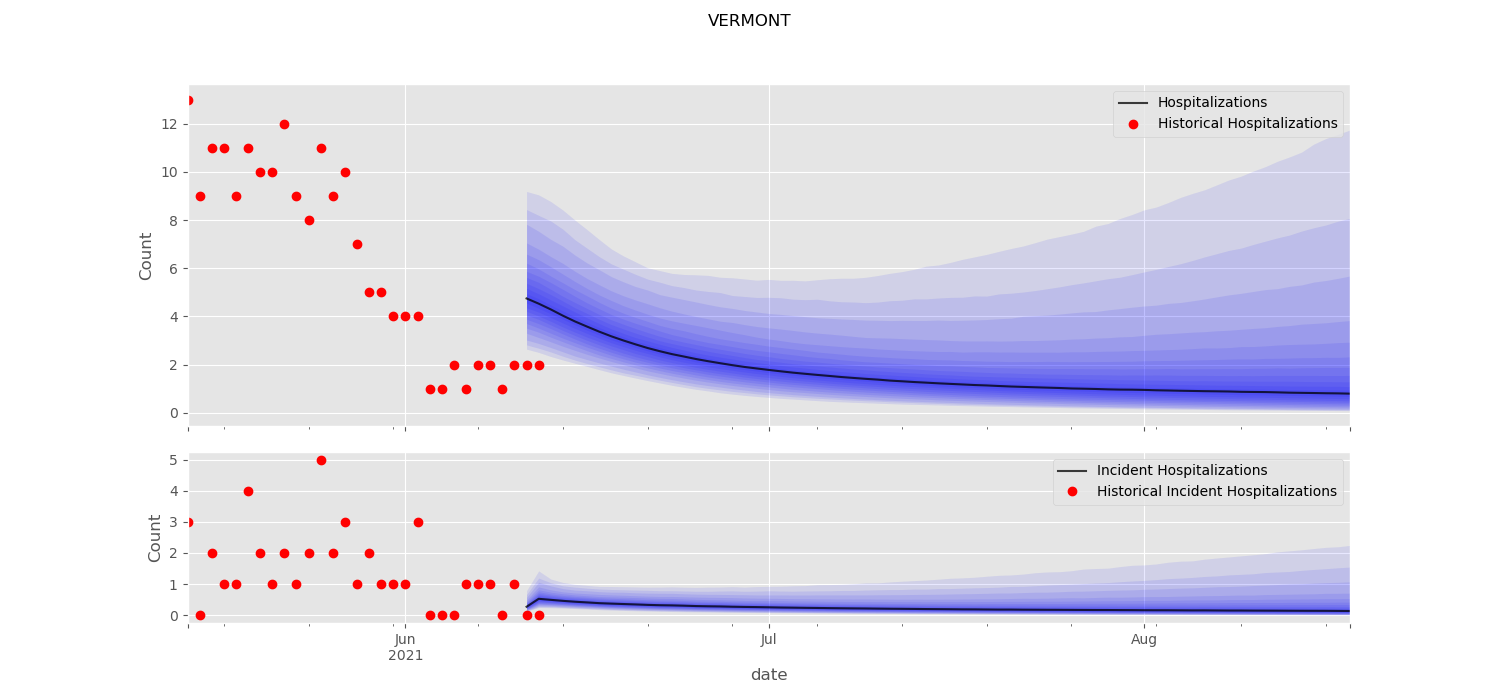 VERMONT
Hospitalizations
Historical Hospitalizations
12
10
8
6
4
2
0
Count
Incident Hospitalizations
Historical Incident Hospitalizations
5
4
3
2
1
0
Count
Jun
2021
Jul
Aug
date